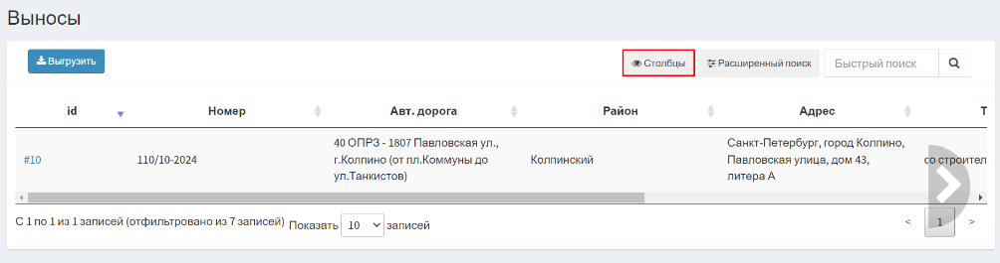 Выносы
Выгрузить
Столбцы
Расширенный поиск
Быстрый поиск
id Номер Авт. дорога Район Адрес Т
#10 110/10-2024 40 ОПРЗ - 1807 Павловская ул., г.Колпино (от пл.Коммуны до ул.Танкистов) Колпинский Санкт-Петербург, город Колпино, Павловская улица, дом 43, литера А со строител
С 1 по 1 из 1 записей (отфильтровано из 7 записей) Показать 10 записей < 1 >